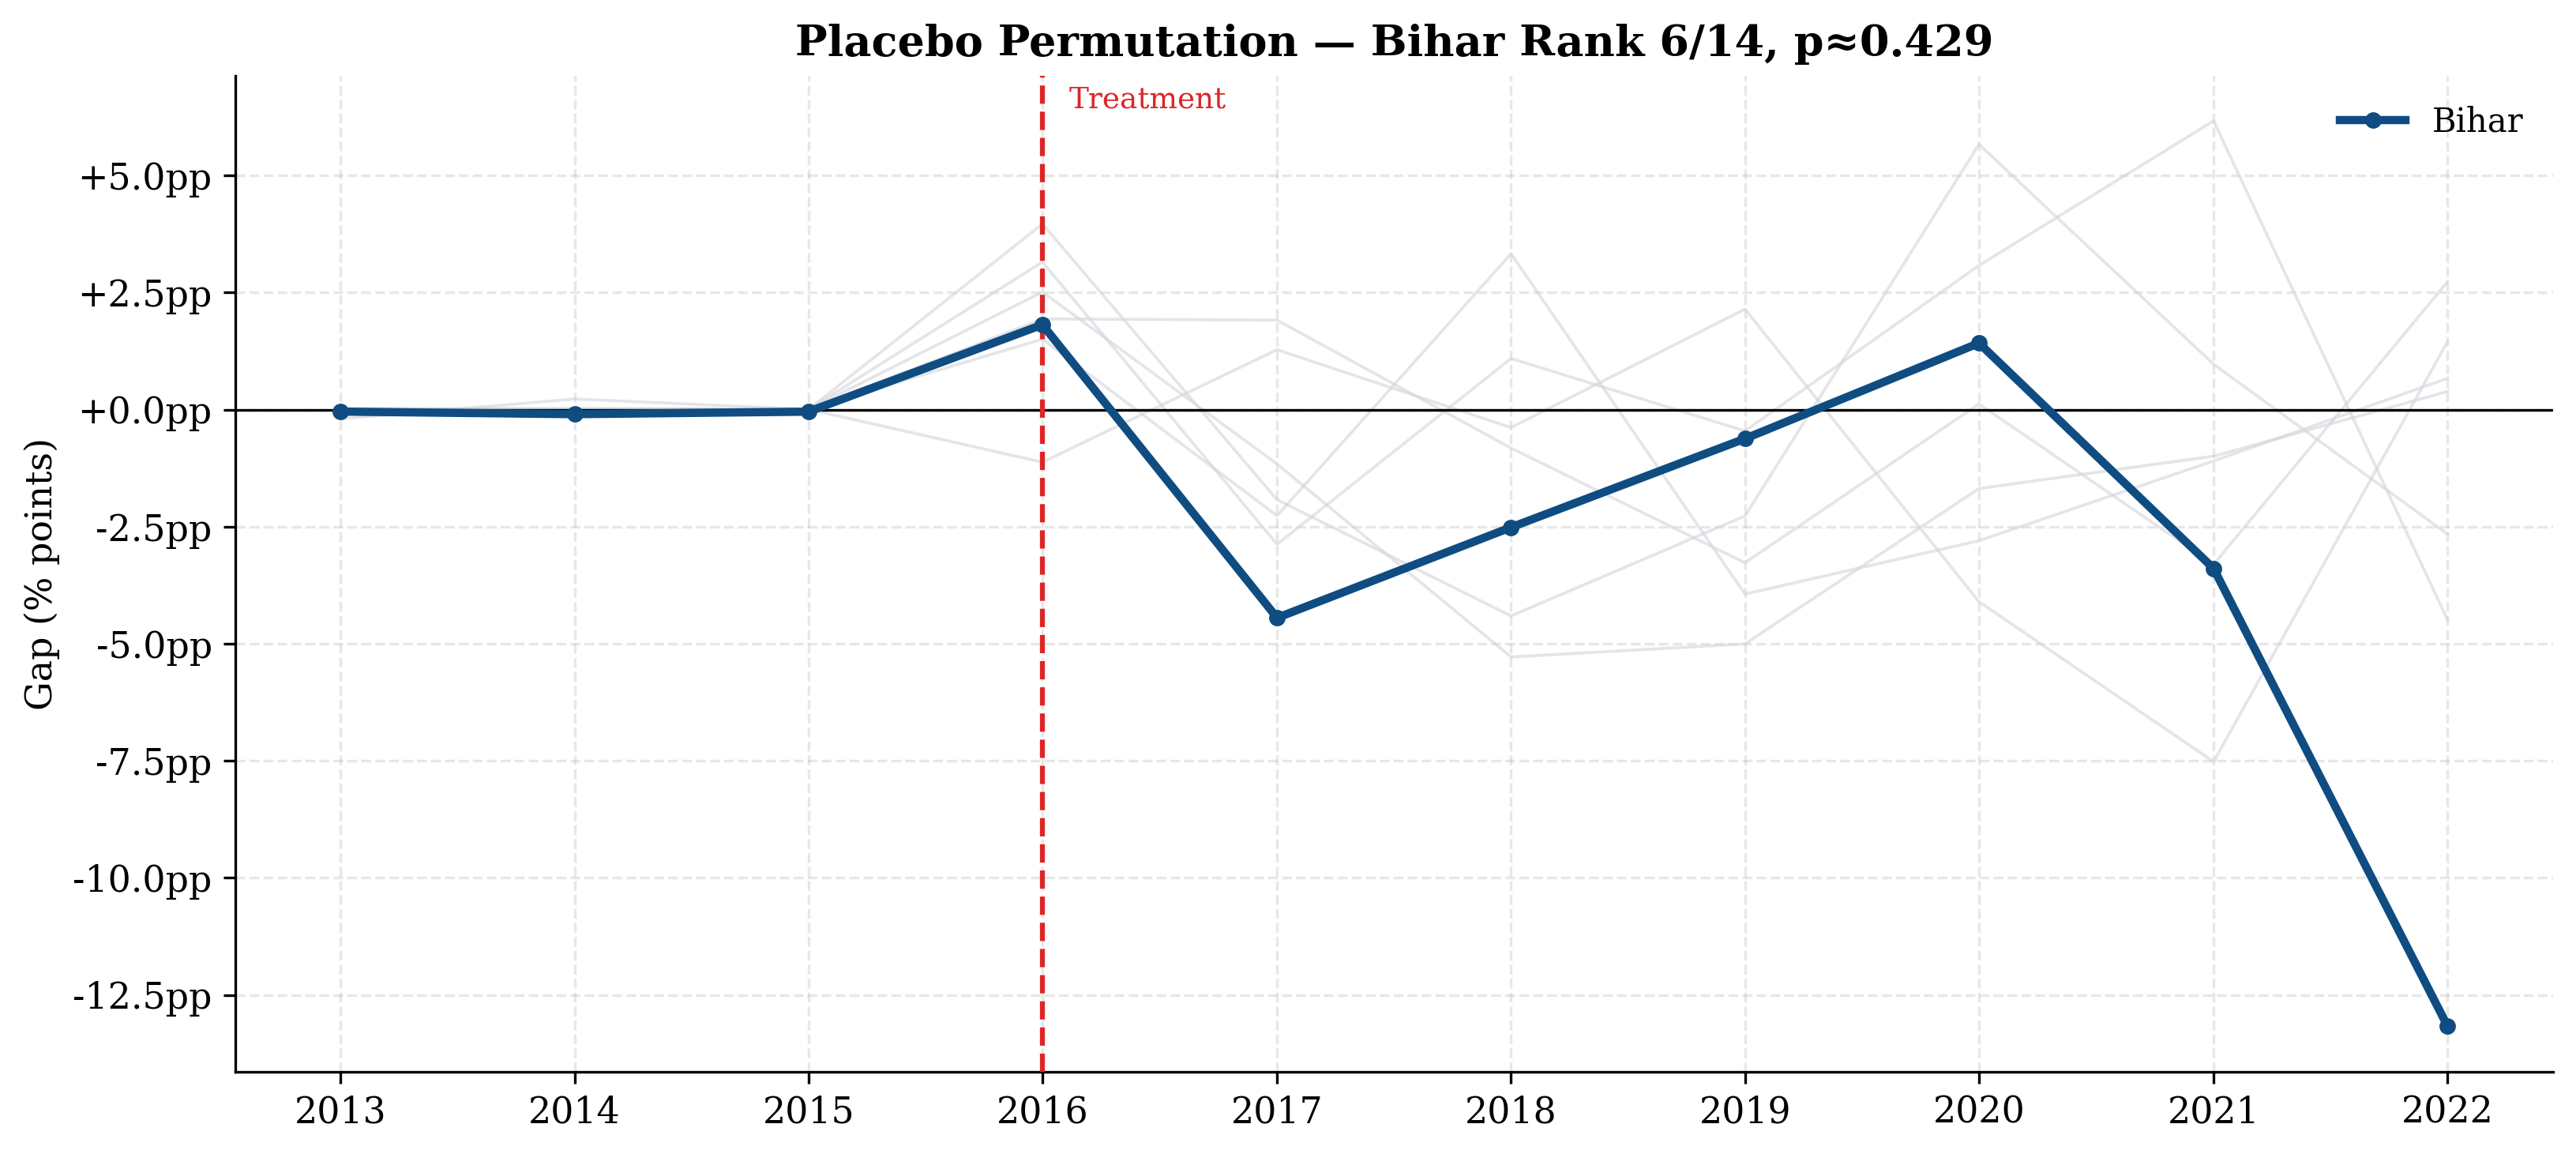 Placebo Permutation — Bihar Rank 6/14, p≈0.429
Treatment
Bihar
Gap (% points)
+5.0pp
+2.5pp
+0.0pp
-2.5pp
-5.0pp
-7.5pp
-10.0pp
-12.5pp
2013 2014 2015 2016 2017 2018 2019 2020 2021 2022